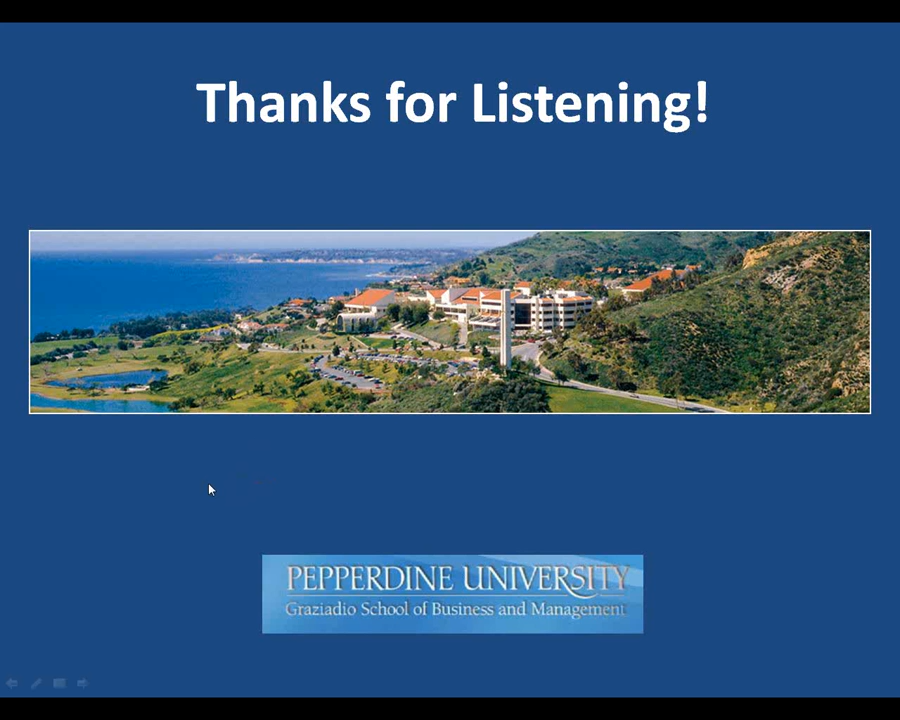 Thanks for Listening!
PEPPERDINE UNIVERSITY
Graziadio School of Business and Management